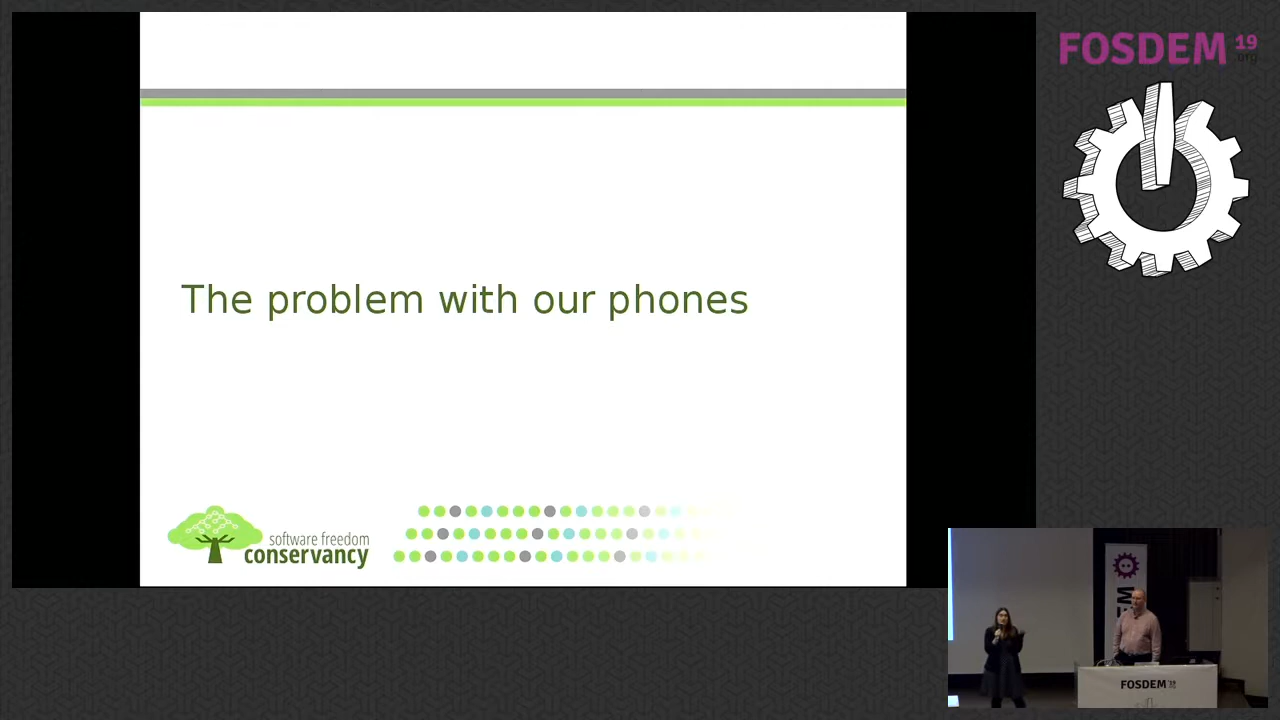 The problem with our phones
software freedom
conservancy
FOSDEM 19
.org
FOSDEM 19